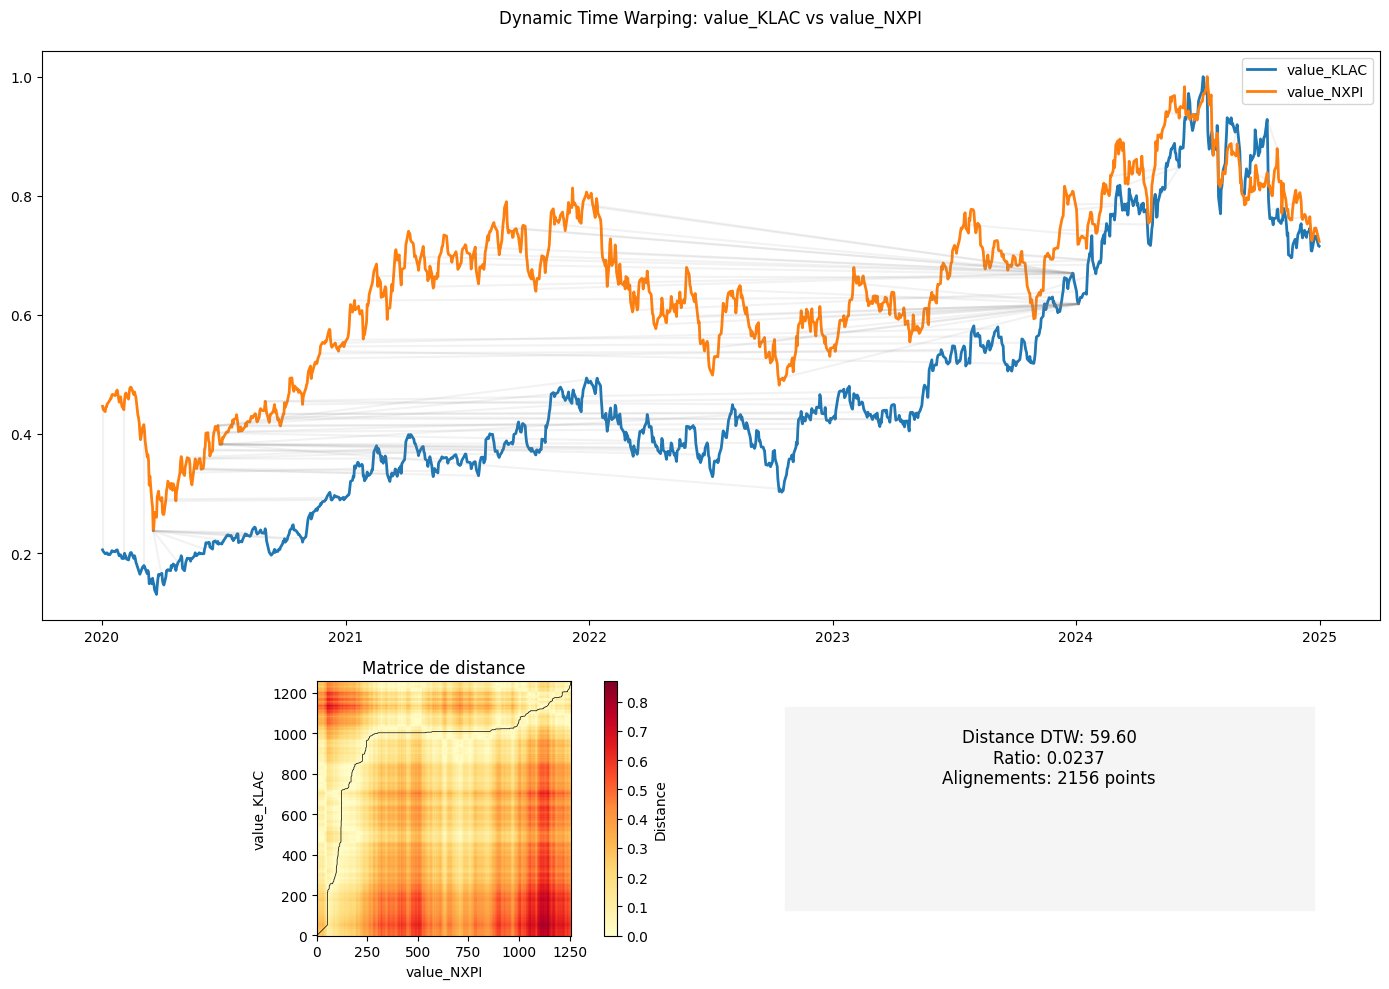 Dynamic Time Warping: value_KLAC vs value_NXPI
value_KLAC
value_NXPI
1.0
0.8
0.6
0.4
0.2
2020 2021 2022 2023 2024 2025
Matrice de distance
value_KLAC
1200
1000
800
600
400
200
0
0 250 500 750 1000 1250
value_NXPI
0.8
0.7
0.6
0.5
0.4
0.3
0.2
0.1
0.0
Distance
Distance DTW: 59.60
Ratio: 0.0237
Alignements: 2156 points